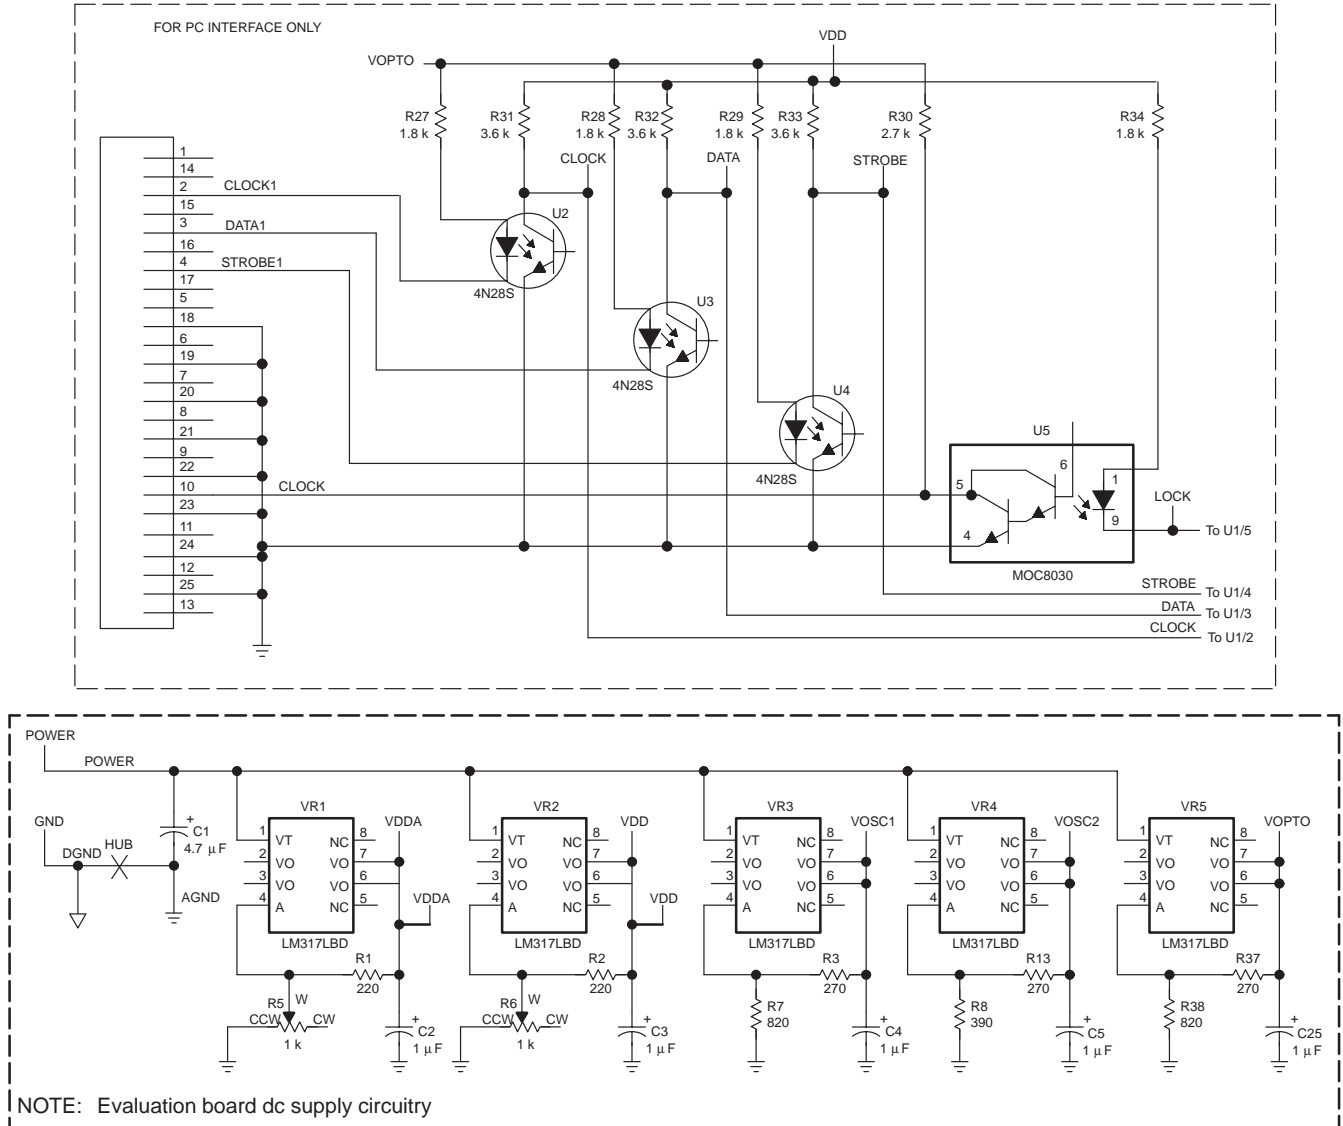 FOR PC INTERFACE ONLY
VDD
VOPTO
R27
1.8 k
R31
3.6 k
R28
1.8 k
R32
3.6 k
R29
1.8 k
R33
3.6 k
R30
2.7 k
R34
1.8 k
CLOCK
DATA
STROBE
1
14
2
CLOCK1
15
3
DATA1
16
4
STROBE1
17
5
18
6
19
7
20
8
21
9
22
10
CLOCK
23
11
24
12
25
13
U2
4N28S
U3
4N28S
U4
4N28S
U5
5
6
1
4
9
MOC8030
LOCK
To U1/5
STROBE
To U1/4
DATA
To U1/3
CLOCK
To U1/2
POWER
POWER
GND
DGND
HUB
+
C1
4.7 μF
AGND
VR1
VDDA
1 VT NC 8
2 VO VO 7
3 VO VO 6
4 A NC 5
VDDA
LM317LBD
R1
220
R5
W
CCW
CW
1 k
+
C2
1 μF
VR2
VDD
1 VT NC 8
2 VO VO 7
3 VO VO 6
4 A NC 5
VDD
LM317LBD
R2
220
R6
W
CCW
CW
1 k
+
C3
1 μF
VR3
VOSC1
1 VT NC 8
2 VO VO 7
3 VO VO 6
4 A NC 5
LM317LBD
R3
270
R7
820
+
C4
1 μF
VR4
VOSC2
1 VT NC 8
2 VO VO 7
3 VO VO 6
4 A NC 5
LM317LBD
R13
270
R8
390
+
C5
1 μF
VR5
VOPTO
1 VT NC 8
2 VO VO 7
3 VO VO 6
4 A NC 5
LM317LBD
R37
270
R38
820
+
C25
1 μF
NOTE: Evaluation board dc supply circuitry